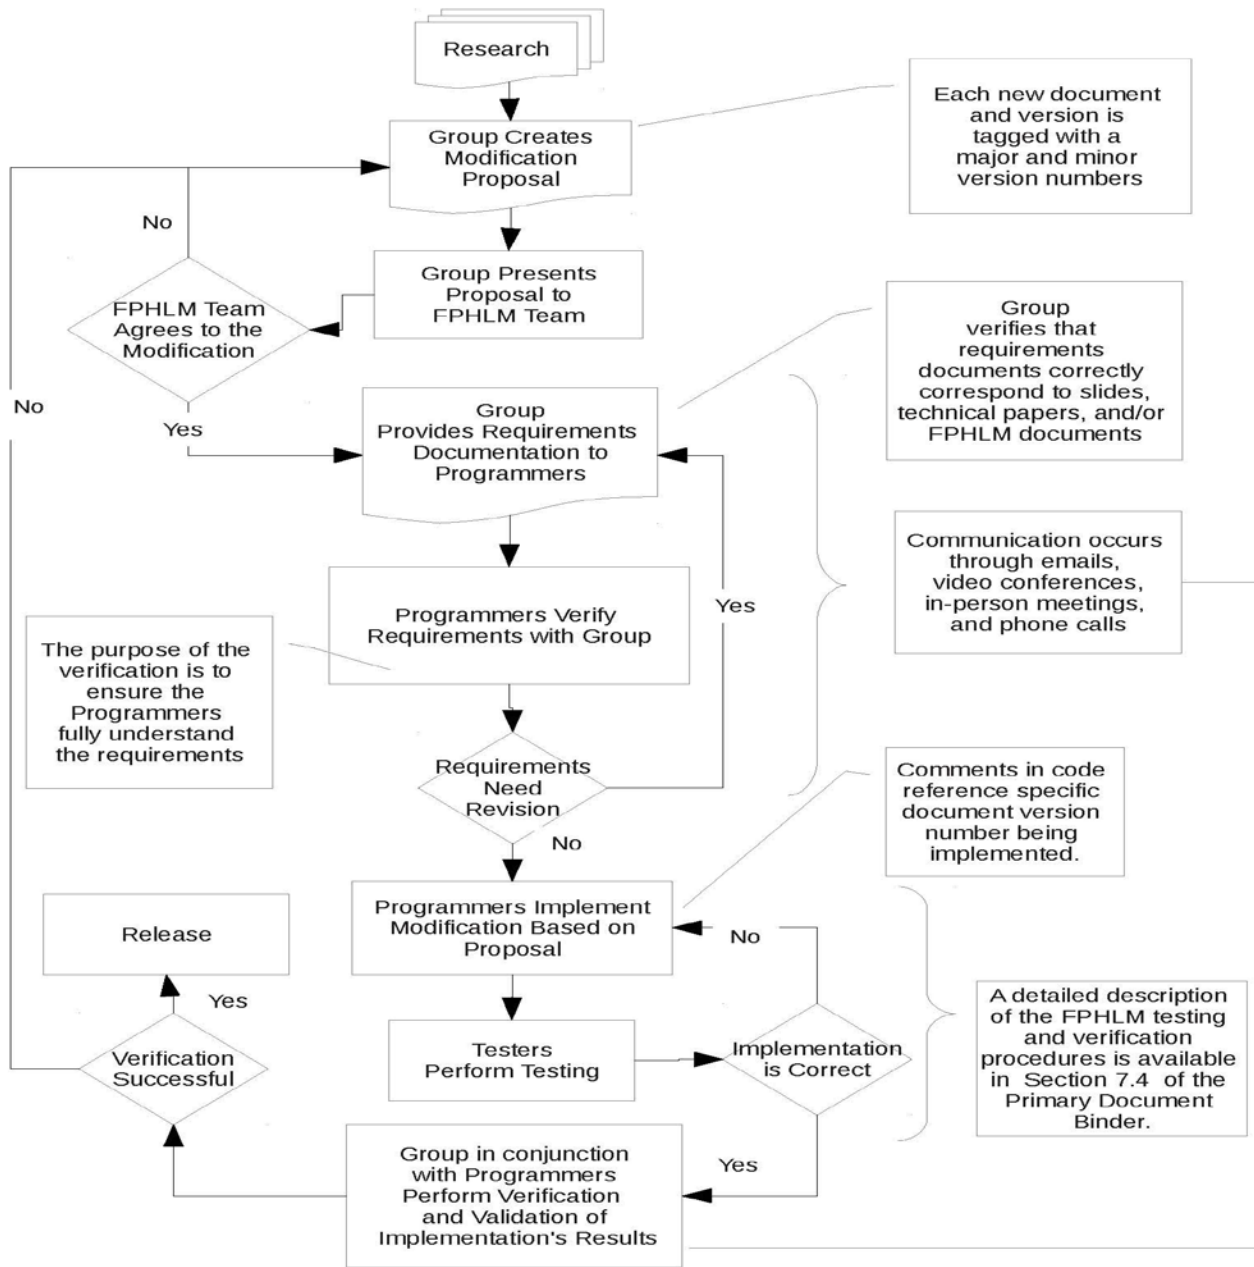 Research
Each new document
and version is
tagged with a
major and minor
version numbers
Group Creates
Modification
Proposal
No
Group Presents
Proposal to
FPHLM Team
FPHLM Team
Agrees to the
Modification
Group
verifies that
requirements
documents correctly
correspond to slides,
technical papers, and/or
FPHLM documents
No
Yes
Group
Provides Requirements
Documentation to
Programmers
Communication occurs
through emails,
video conferences,
in-person meetings,
and phone calls
Yes
Programmers Verify
Requirements with Group
The purpose of the
verification is to
ensure the
Programmers
fully understand
the requirements
Requirements
Need
Revision
Comments in code
reference specific
document version
number being
implemented.
No
Programmers Implement
Modification Based on
Proposal
No
Release
Yes
A detailed description
of the FPHLM testing
and verification
procedures is available
in Section 7.4 of the
Primary Document
Binder.
Testers
Perform Testing
Implementation
is Correct
Verification
Successful
Yes
Group in conjunction
with Programmers
Perform Verification
and Validation of
Implementation's Results